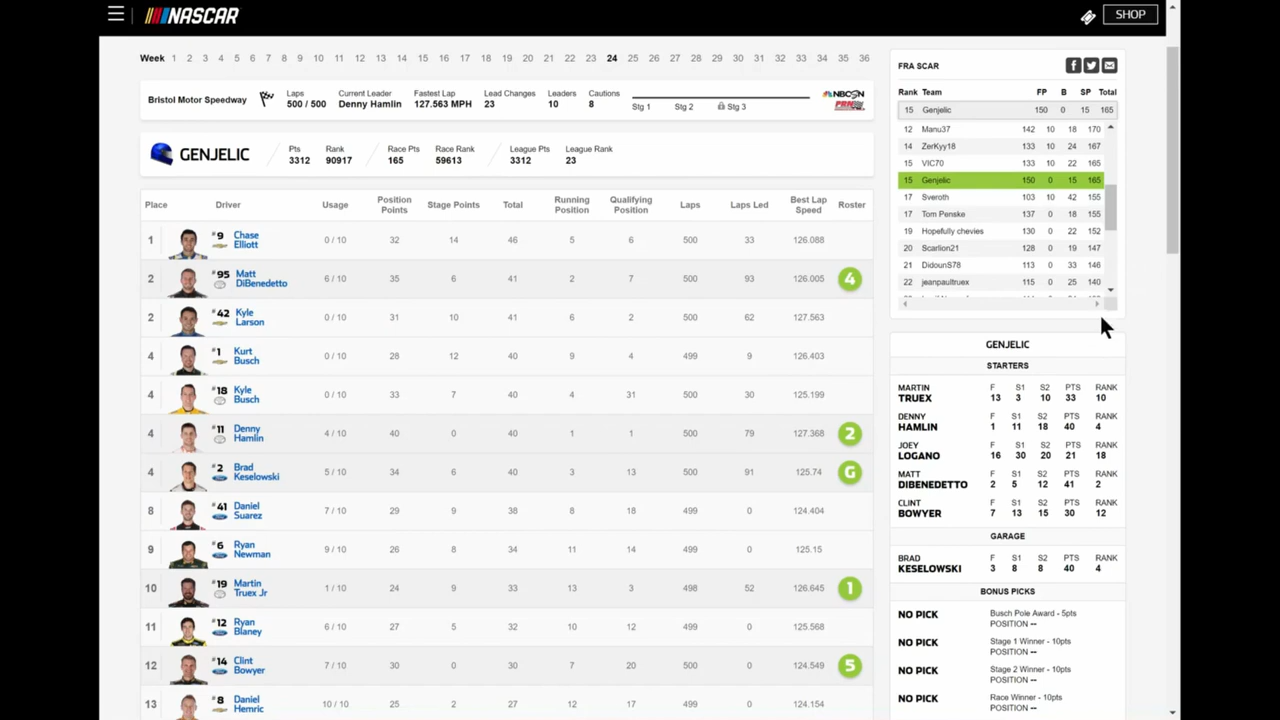 NASCAR
SHOP
Week 1 2 3 4 5 6 7 8 9 10 11 12 13 14 15 16 17 18 19 20 21 22 23 24 25 26 27 28 29 30 31 32 33 34 35 36
Bristol Motor Speedway
Laps Current Leader Fastest Lap Lead Changes Leaders Cautions
500 / 500 Denny Hamlin 127.563 MPH 23 10 8
Stg 1 Stg 2 Stg 3
NBCSN
PRN
GENJELIC
Pts Rank Race Pts Race Rank League Pts League Rank
3312 90917 165 59613 3312 23
Place Driver Usage Position Points Stage Points Total Running Position Qualifying Position Laps Laps Led Best Lap Speed Roster
1 #9 Chase Elliott 0 / 10 32 14 46 5 6 500 33 126.088
2 #95 Matt DiBenedetto 6 / 10 35 6 41 2 7 500 93 126.005 4
2 #42 Kyle Larson 0 / 10 31 10 41 6 2 500 62 127.563
4 #1 Kurt Busch 0 / 10 28 12 40 9 4 499 9 126.403
4 #18 Kyle Busch 0 / 10 33 7 40 4 31 500 30 125.199
4 #11 Denny Hamlin 4 / 10 40 0 40 1 1 500 79 127.368 2
4 #2 Brad Keselowski 5 / 10 34 6 40 3 13 500 91 125.74 G
8 #41 Daniel Suarez 7 / 10 29 9 38 8 18 499 0 124.404
9 #6 Ryan Newman 9 / 10 26 8 34 11 14 499 0 125.15
10 #19 Martin Truex Jr 1 / 10 24 9 33 13 3 498 52 126.645 1
11 #12 Ryan Blaney 6 / 10 27 5 32 10 12 499 0 125.568
12 #14 Clint Bowyer 7 / 10 30 0 30 7 20 499 0 124.549 5
13 #8 Daniel Hemric 10 / 10 25 2 27 12 17 499 0 124.154
FRA SCAR
Rank Team FP B SP Total
15 Genjelic 150 0 15 165
12 Manu37 142 10 18 170
14 ZerKyy18 133 10 24 167
15 VIC70 133 10 22 165
15 Genjelic 150 0 15 165
17 Sveroth 103 10 42 155
17 Tom Penske 137 0 18 155
19 Hopefully chevies 130 0 22 152
20 Scarlion21 128 0 19 147
21 DidounS78 113 0 33 146
22 jeanpaultruex 115 0 25 140
GENJELIC
STARTERS
MARTIN F S1 S2 PTS RANK
TRUEX 13 3 10 33 10
DENNY F S1 S2 PTS RANK
HAMLIN 1 11 18 40 4
JOEY F S1 S2 PTS RANK
LOGANO 16 30 20 21 18
MATT F S1 S2 PTS RANK
DIBENEDETTO 2 5 12 41 2
CLINT F S1 S2 PTS RANK
BOWYER 7 13 15 30 12
GARAGE
BRAD F S1 S2 PTS RANK
KESELOWSKI 3 8 8 40 4
BONUS PICKS
NO PICK Busch Pole Award - 5pts
POSITION --
NO PICK Stage 1 Winner - 10pts
POSITION --
NO PICK Stage 2 Winner - 10pts
POSITION --
NO PICK Race Winner - 10pts
POSITION --